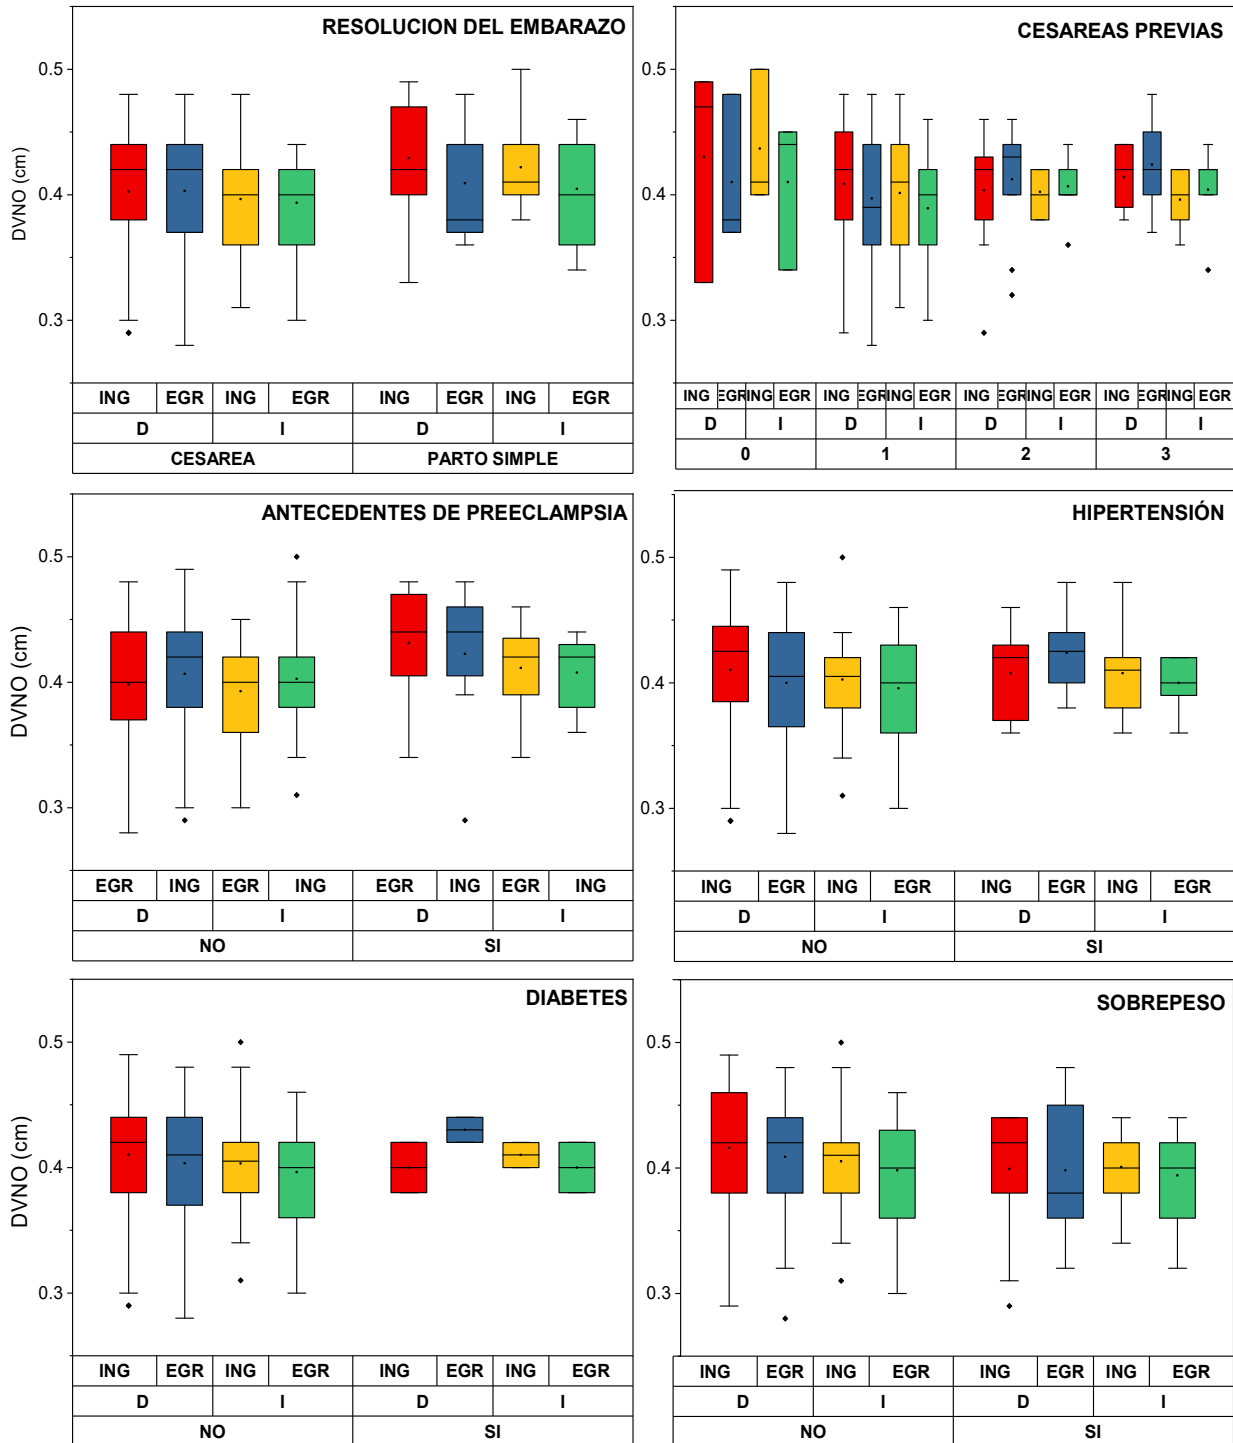 RESOLUCION DEL EMBARAZO
DVNO (cm)
0.5
0.4
0.3
ING EGR ING EGR ING EGR ING EGR
D I D I
CESAREA PARTO SIMPLE
CESAREAS PREVIAS
0.5
0.4
0.3
ING EGR ING EGR ING EGR ING EGR ING EGR ING EGR ING EGR ING EGR
D I D I D I D I
0 1 2 3
ANTECEDENTES DE PREECLAMPSIA
DVNO (cm)
0.5
0.4
0.3
EGR ING EGR ING EGR ING EGR ING
D I D I
NO SI
HIPERTENSIÓN
0.5
0.4
0.3
ING EGR ING EGR ING EGR ING EGR
D I D I
NO SI
DIABETES
DVNO (cm)
0.5
0.4
0.3
ING EGR ING EGR ING EGR ING EGR
D I D I
NO SI
SOBREPESO
0.5
0.4
0.3
ING EGR ING EGR ING EGR ING EGR
D I D I
NO SI